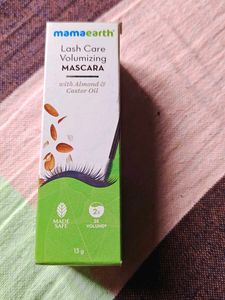 mamaearth®
Lash Care
Volumizing
MASCARA
with Almond &
Castor Oil
MADE
SAFE
2x
VOLUME*
13 g